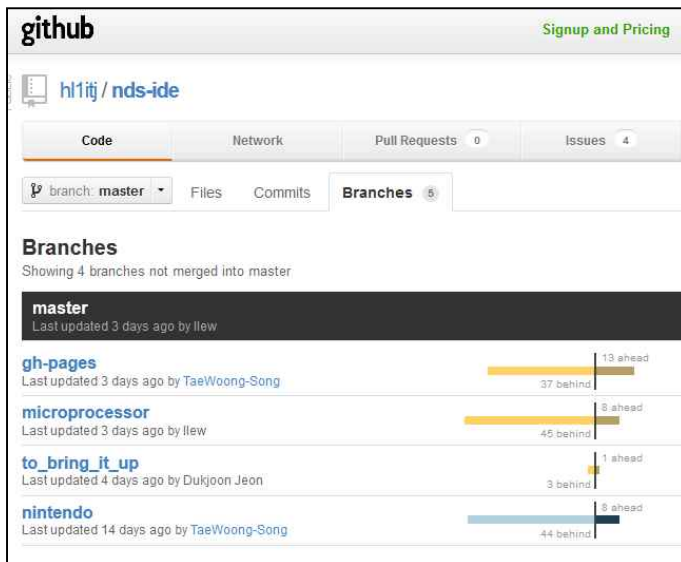 github
Signup and Pricing
hl1itj / nds-ide
Code Network Pull Requests 0 Issues 4
branch: master Files Commits Branches 5
Branches
Showing 4 branches not merged into master
master
Last updated 3 days ago by Ilew
gh-pages
Last updated 3 days ago by TaeWoong-Song
13 ahead
37 behind
microprocessor
Last updated 3 days ago by Ilew
8 ahead
45 behind
to_bring_it_up
Last updated 4 days ago by Dukjoon Jeon
1 ahead
3 behind
nintendo
Last updated 14 days ago by TaeWoong-Song
8 ahead
44 behind